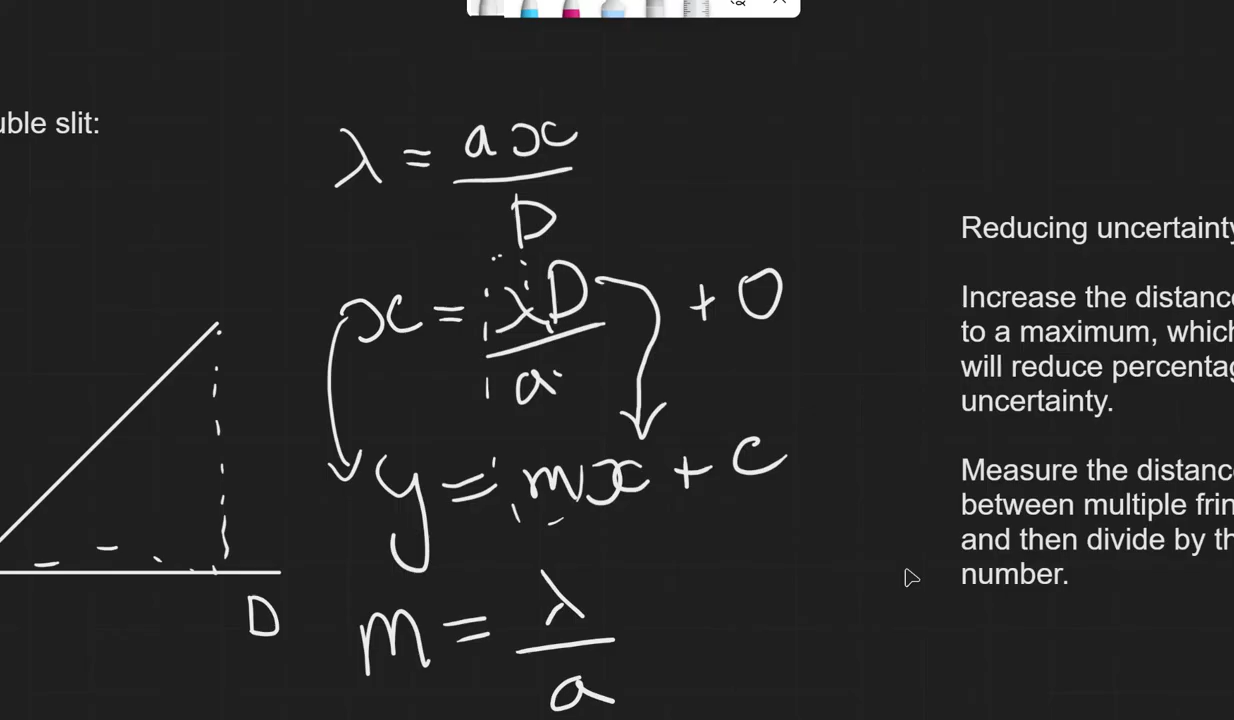 uble slit:
λ = ax/D
x = λD/a + 0
y = mx + c
m = λ/a
D
Reducing uncertainty
Increase the distance
to a maximum, which
will reduce percentag
uncertainty.
Measure the distance
between multiple frin
and then divide by th
number.